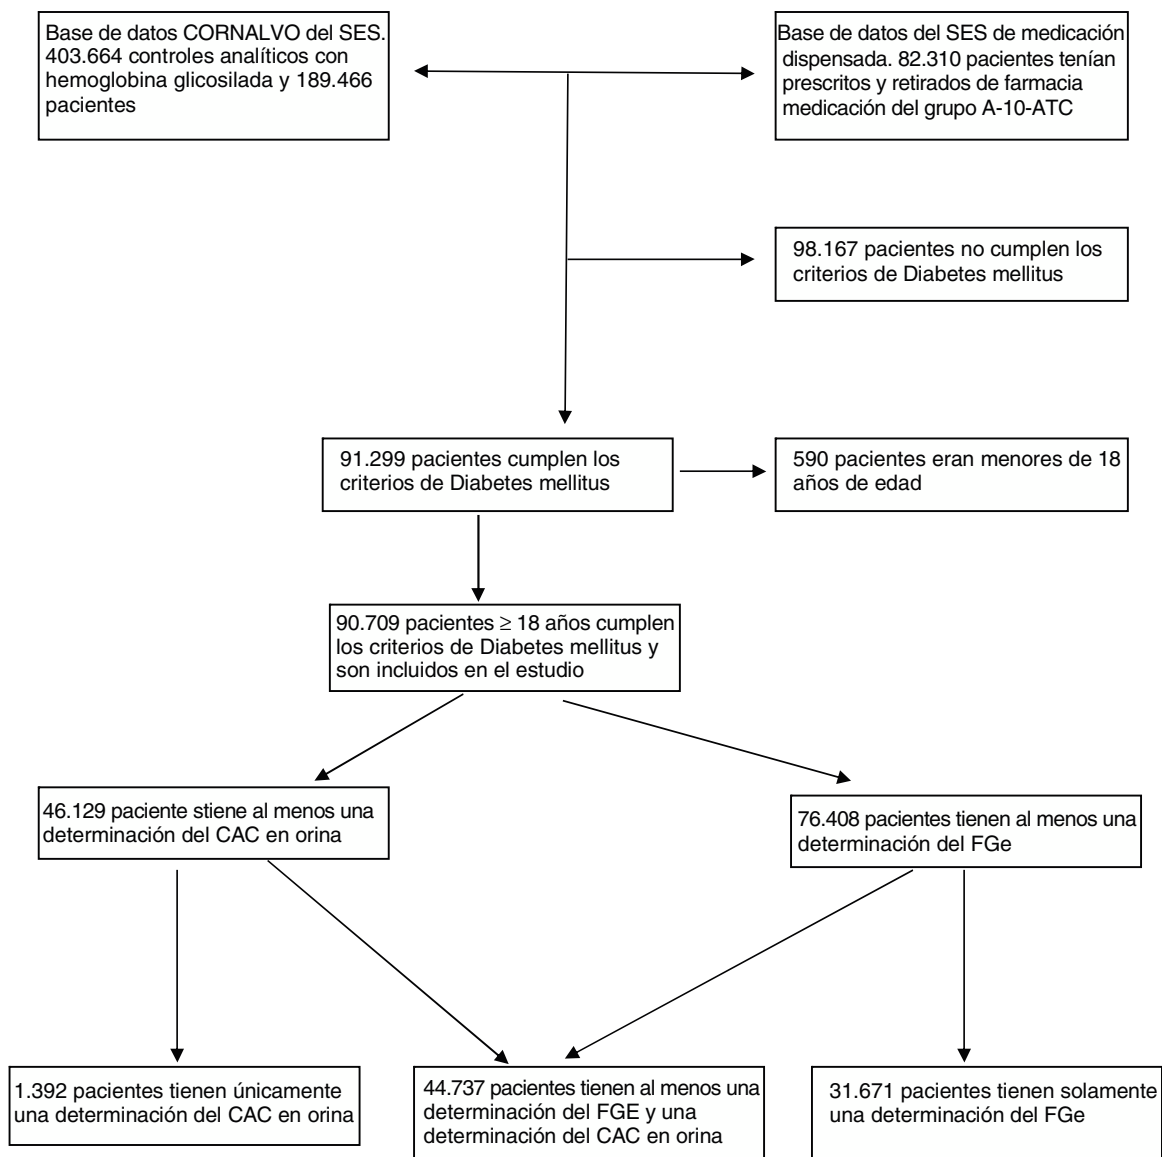 Base de datos CORNALVO del SES.
403.664 controles analíticos con
hemoglobina glicosilada y 189.466
pacientes
Base de datos del SES de medicación
dispensada. 82.310 pacientes tenían
prescritos y retirados de farmacia
medicación del grupo A-10-ATC
98.167 pacientes no cumplen los
criterios de Diabetes mellitus
91.299 pacientes cumplen los
criterios de Diabetes mellitus
590 pacientes eran menores de 18
años de edad
90.709 pacientes ≥ 18 años cumplen
los criterios de Diabetes mellitus y
son incluidos en el estudio
46.129 paciente stiene al menos una
determinación del CAC en orina
76.408 pacientes tienen al menos una
determinación del FGe
1.392 pacientes tienen únicamente
una determinación del CAC en orina
44.737 pacientes tienen al menos una
determinación del FGE y una
determinación del CAC en orina
31.671 pacientes tienen solamente
una determinación del FGe